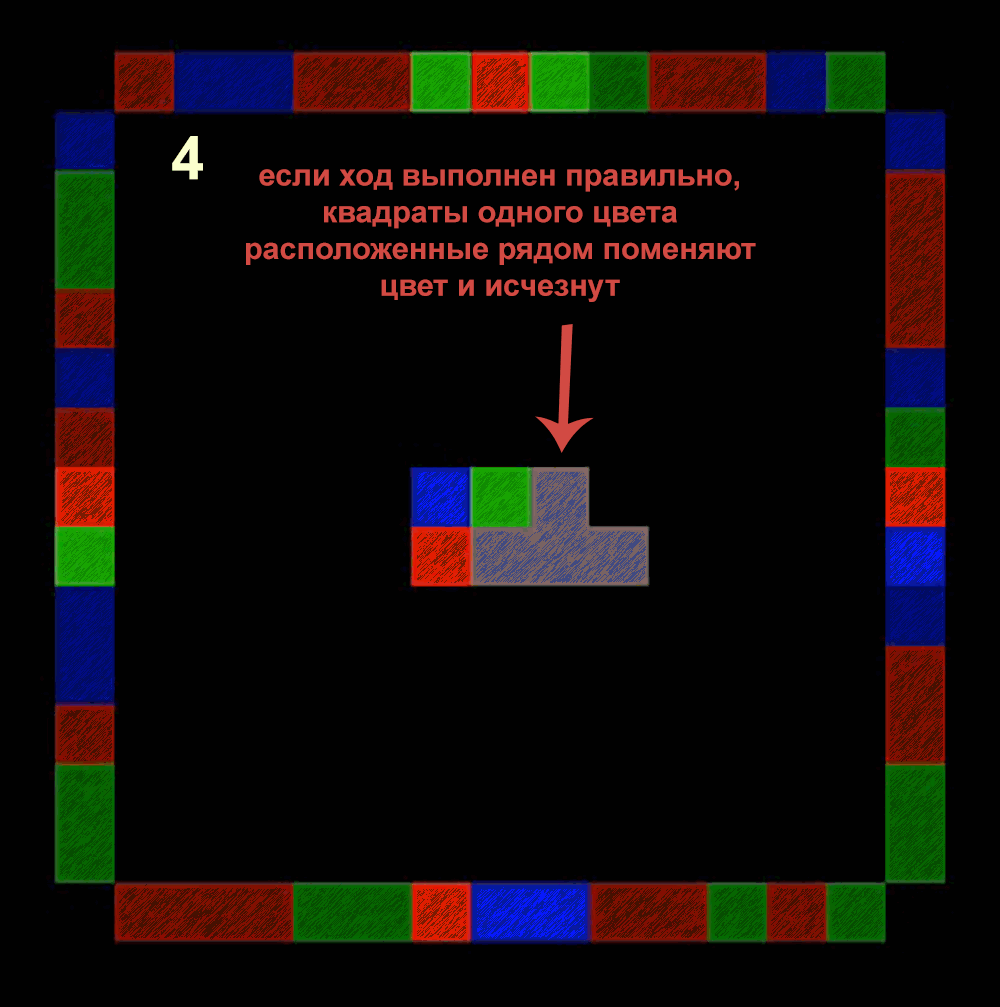 4
если ход выполнен правильно,
квадраты одного цвета
расположенные рядом поменяют
цвет и исчезнут